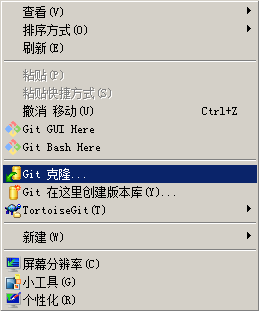 查看(V)
排序方式(O)
刷新(E)
粘贴(P)
粘贴快捷方式(S)
撤消 移动(U) Ctrl+Z
Git GUI Here
Git Bash Here
Git 克隆...
Git 在这里创建版本库(Y)...
TortoiseGit(T)
新建(W)
屏幕分辨率(C)
小工具(G)
个性化(R)